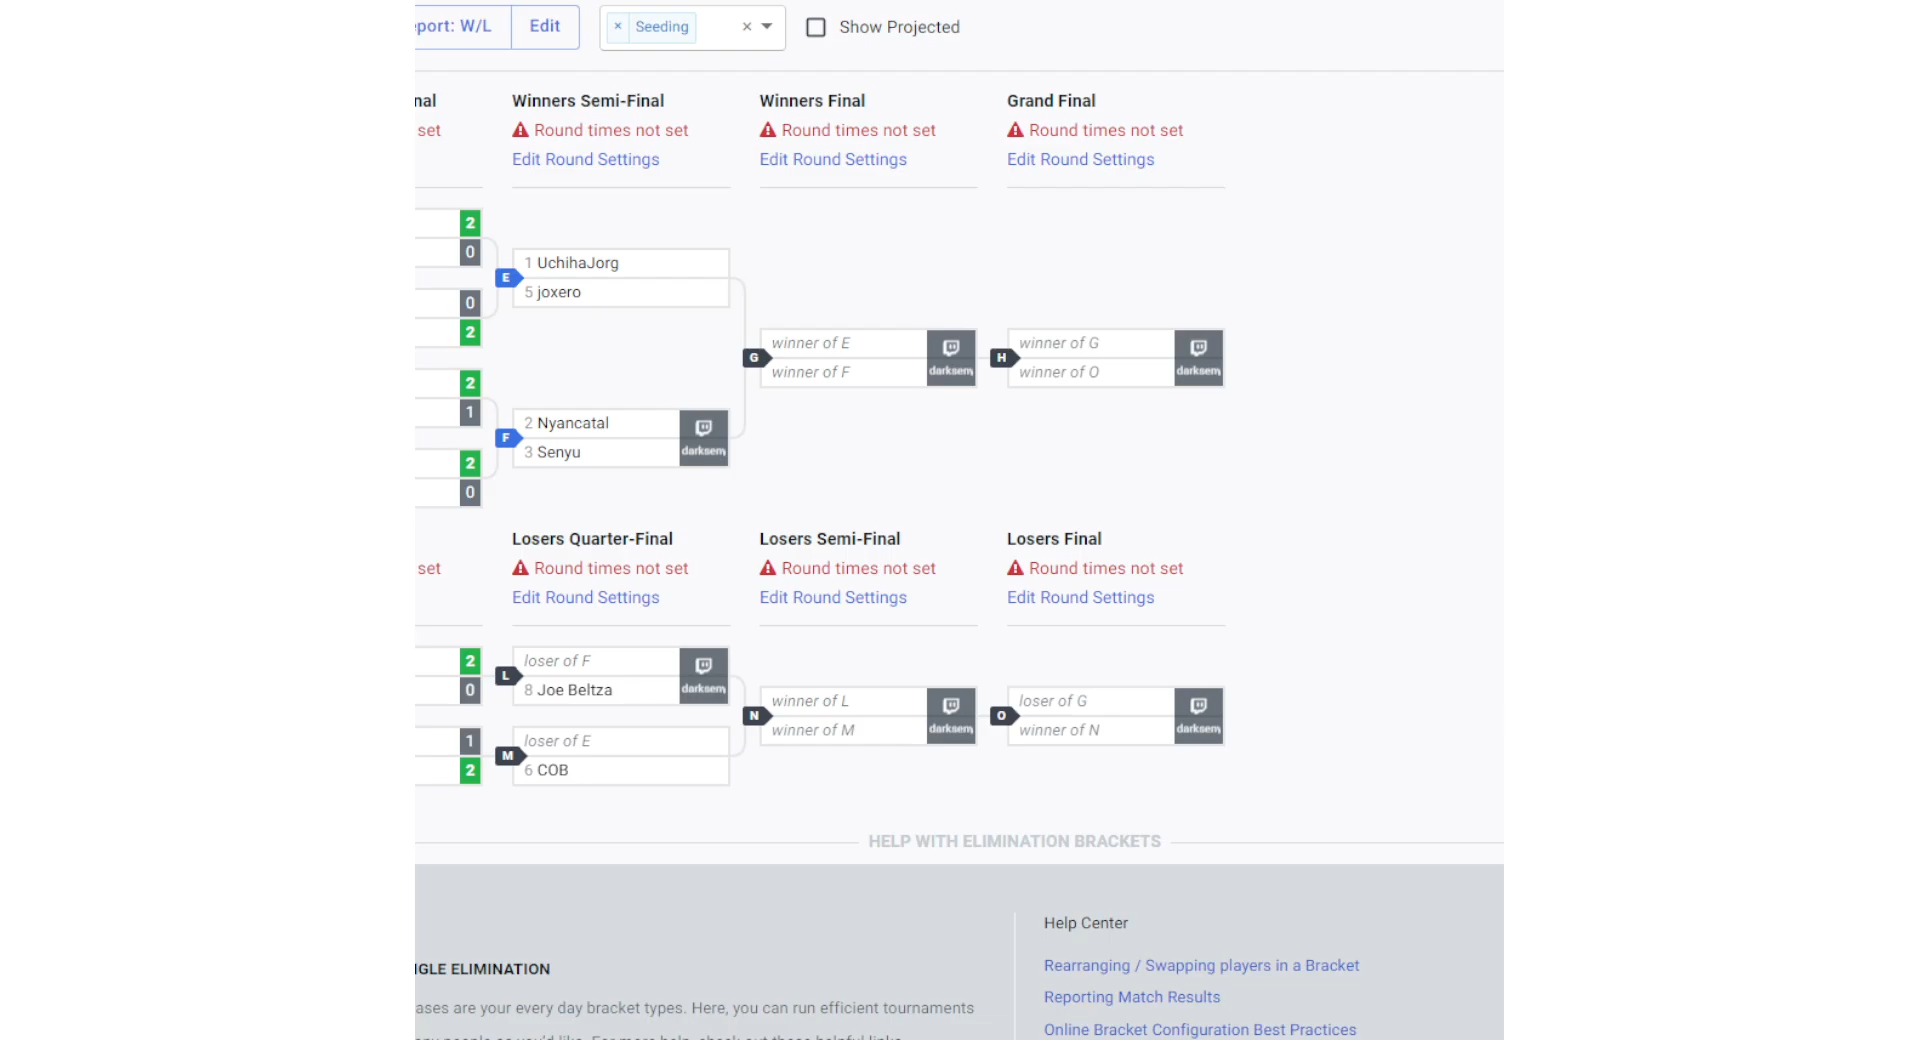 port: W/L Edit × Seeding × Show Projected
nal Winners Semi-Final Winners Final Grand Final
set Round times not set Round times not set Round times not set
Edit Round Settings Edit Round Settings Edit Round Settings
2
0
E 1 UchihaJorg
5 joxero
0
2
G winner of E
winner of F darksem
H winner of G
winner of O darksem
2
1
F 2 Nyancatal
3 Senyu darksem
2
0
Losers Quarter-Final Losers Semi-Final Losers Final
set Round times not set Round times not set Round times not set
Edit Round Settings Edit Round Settings Edit Round Settings
2
0
L loser of F
8 Joe Beltza darksem
N winner of L
winner of M darksem
O loser of G
winner of N darksem
1
2
M loser of E
6 COB
HELP WITH ELIMINATION BRACKETS
IGLE ELIMINATION
ases are your every day bracket types. Here, you can run efficient tournaments
Help Center
Rearranging / Swapping players in a Bracket
Reporting Match Results
Online Bracket Configuration Best Practices